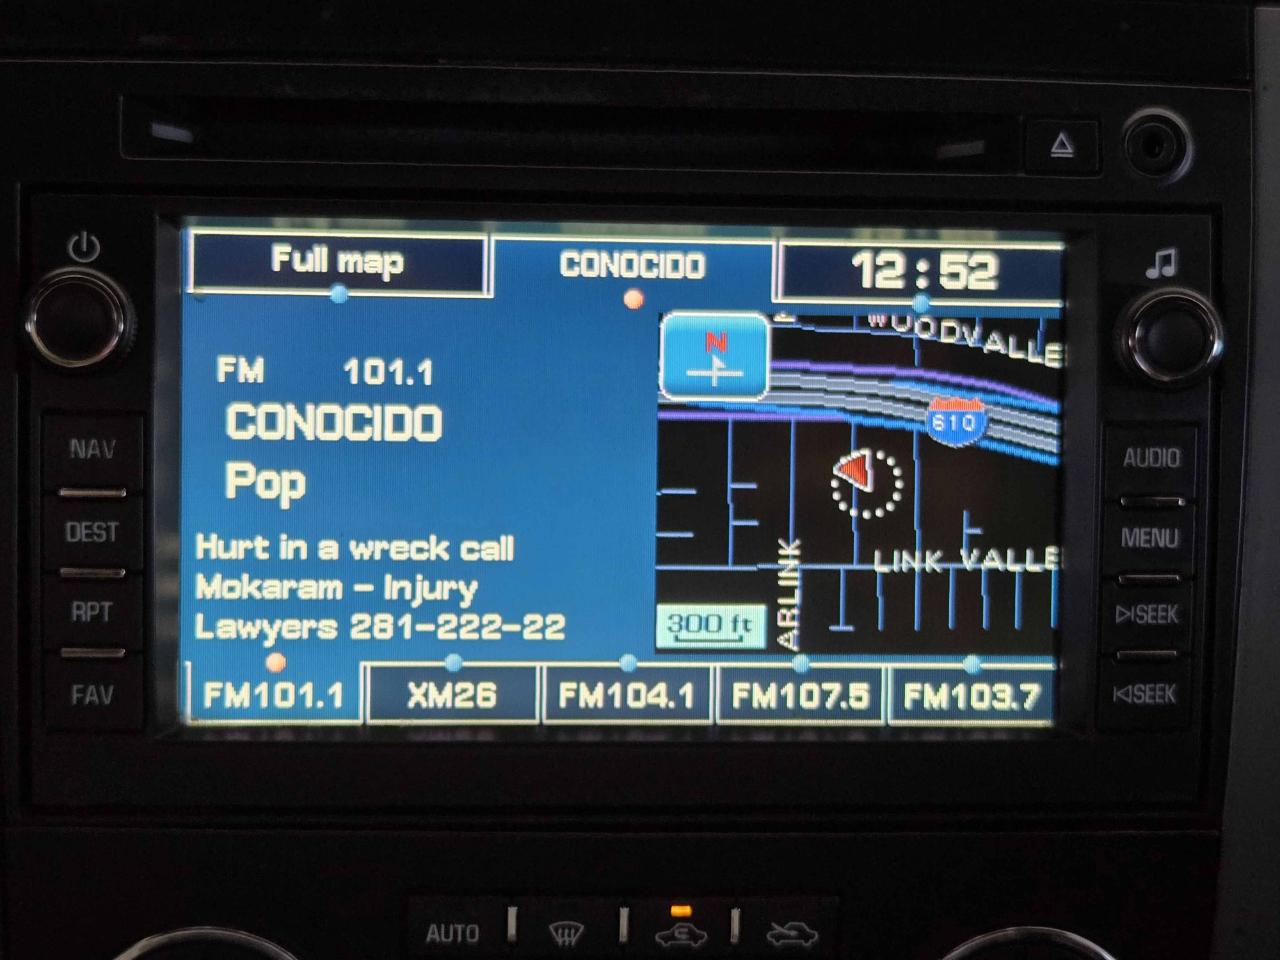 Full map
CONOCIDO
12:52
FM 101.1
CONOCIDO
Pop
Hurt in a wreck call
Mokaram - Injury
Lawyers 281-222-22
N
WOODVALLE
610
LINK VALLE
ARLINK
300 ft
FM101.1
XM26
FM104.1
FM107.5
FM103.7
NAV
DEST
RPT
FAV
AUDIO
MENU
SEEK
SEEK
AUTO